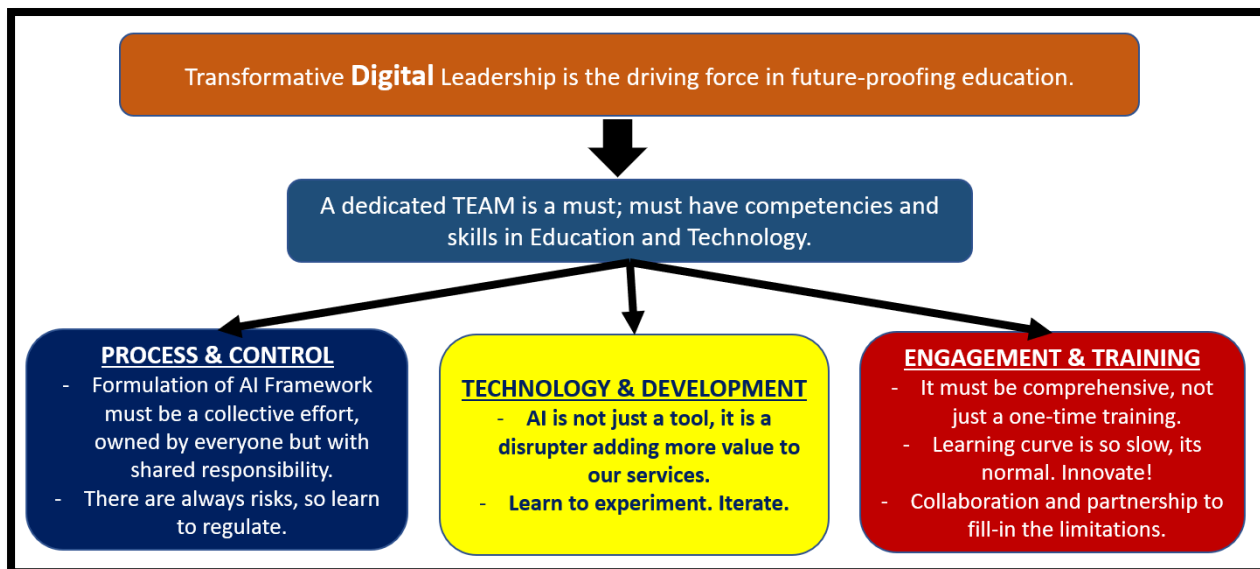 Transformative Digital Leadership is the driving force in future-proofing education.
A dedicated TEAM is a must; must have competencies and
skills in Education and Technology.
PROCESS & CONTROL
- Formulation of AI Framework
must be a collective effort,
owned by everyone but with
shared responsibility.
- There are always risks, so learn
to regulate.
TECHNOLOGY & DEVELOPMENT
- AI is not just a tool, it is a
disrupter adding more value to
our services.
- Learn to experiment. Iterate.
ENGAGEMENT & TRAINING
- It must be comprehensive, not
just a one-time training.
- Learning curve is so slow, its
normal. Innovate!
- Collaboration and partnership to
fill-in the limitations.